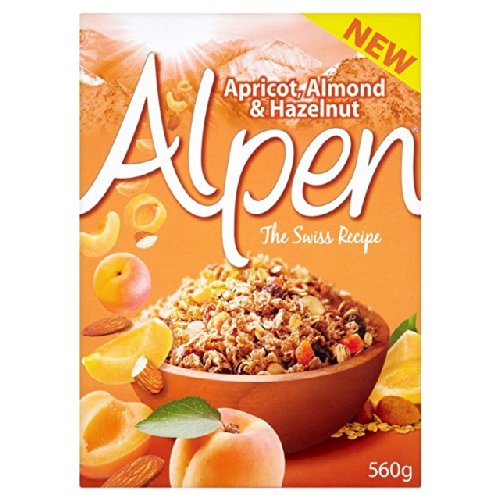 NEW
Apricot, Almond
& Hazelnut
Alpen®
The Swiss Recipe
560g